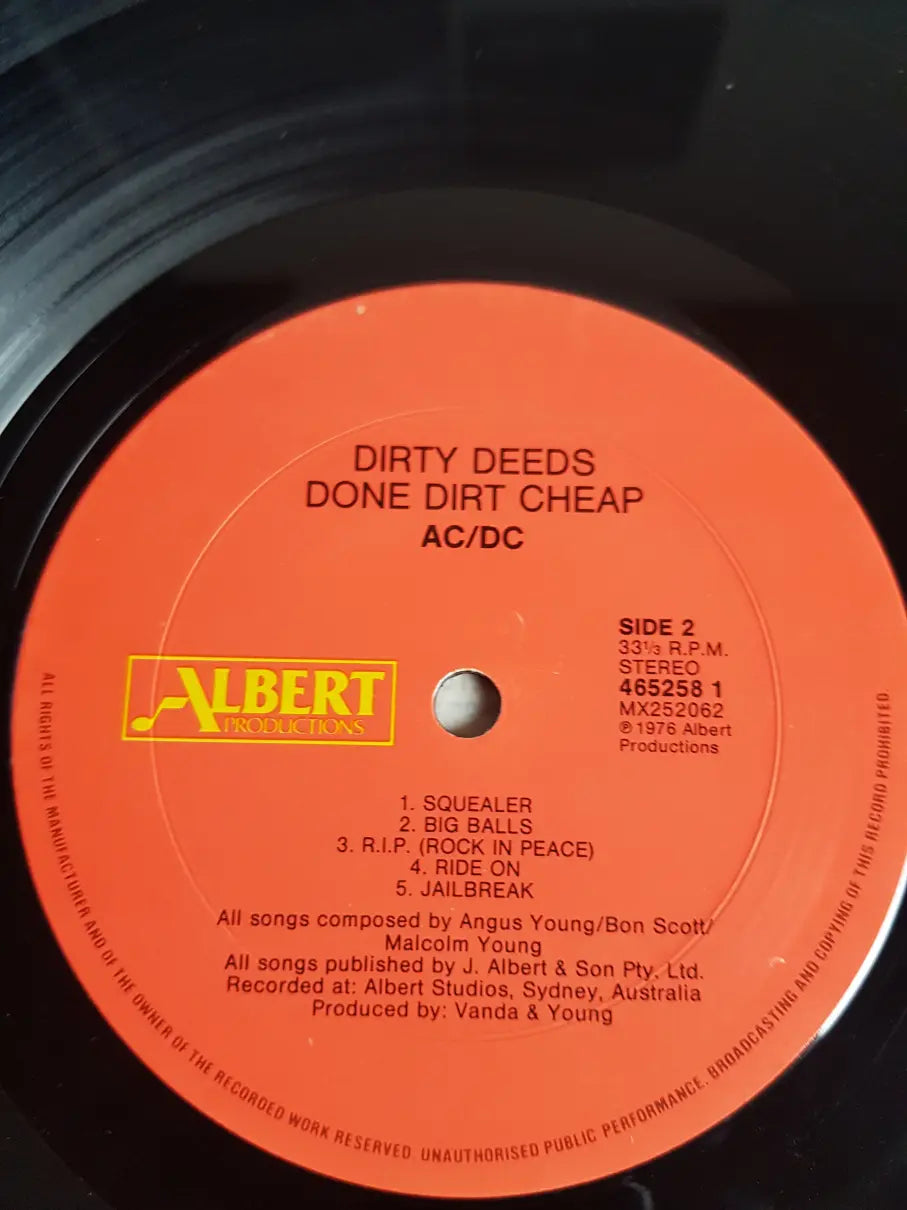 DIRTY DEEDS
DONE DIRT CHEAP
AC/DC
SIDE 2
33⅓ R.P.M.
STEREO
465258 1
MX252062
℗ 1976 Albert
Productions
ALBERT
PRODUCTIONS
1. SQUEALER
2. BIG BALLS
3. R.I.P. (ROCK IN PEACE)
4. RIDE ON
5. JAILBREAK
All songs composed by Angus Young/Bon Scott/
Malcolm Young
All songs published by J. Albert & Son Pty. Ltd.
Recorded at: Albert Studios, Sydney, Australia
Produced by: Vanda & Young
ALL RIGHTS OF THE MANUFACTURER AND OF THE OWNER OF THE RECORDED WORK RESERVED. UNAUTHORISED PUBLIC PERFORMANCE. BROADCASTING AND COPYING OF THIS RECORD PROHIBITED.